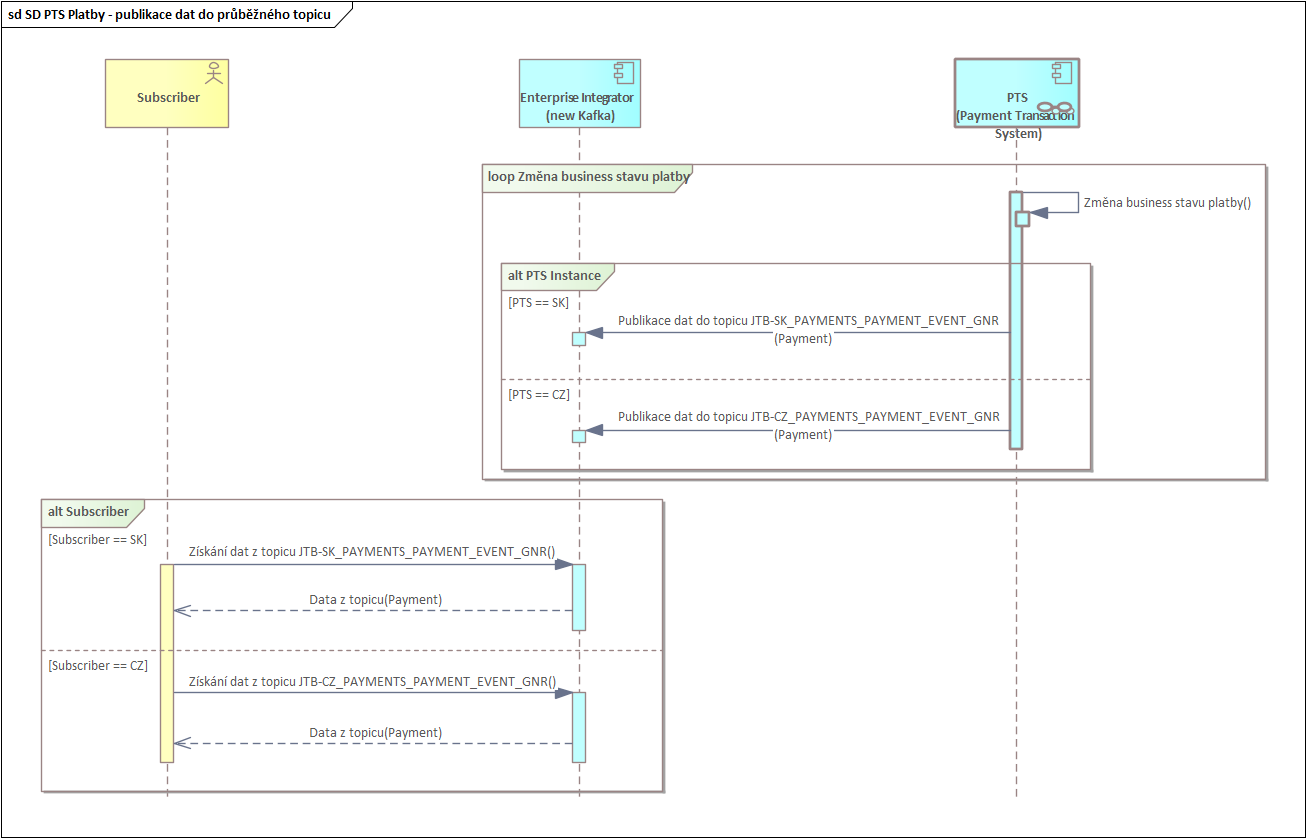 sd SD PTS Platby - publikace dat do průběžného topicu
Subscriber
Enterprise Integrator
(new Kafka)
PTS
(Payment Transaction
System)
loop Změna business stavu platby
Změna business stavu platby()
alt PTS Instance
[PTS == SK]
Publikace dat do topicu JTB-SK_PAYMENTS_PAYMENT_EVENT_GNR
(Payment)
[PTS == CZ]
Publikace dat do topicu JTB-CZ_PAYMENTS_PAYMENT_EVENT_GNR
(Payment)
alt Subscriber
[Subscriber == SK]
Získání dat z topicu JTB-SK_PAYMENTS_PAYMENT_EVENT_GNR()
Data z topicu(Payment)
[Subscriber == CZ]
Získání dat z topicu JTB-CZ_PAYMENTS_PAYMENT_EVENT_GNR()
Data z topicu(Payment)